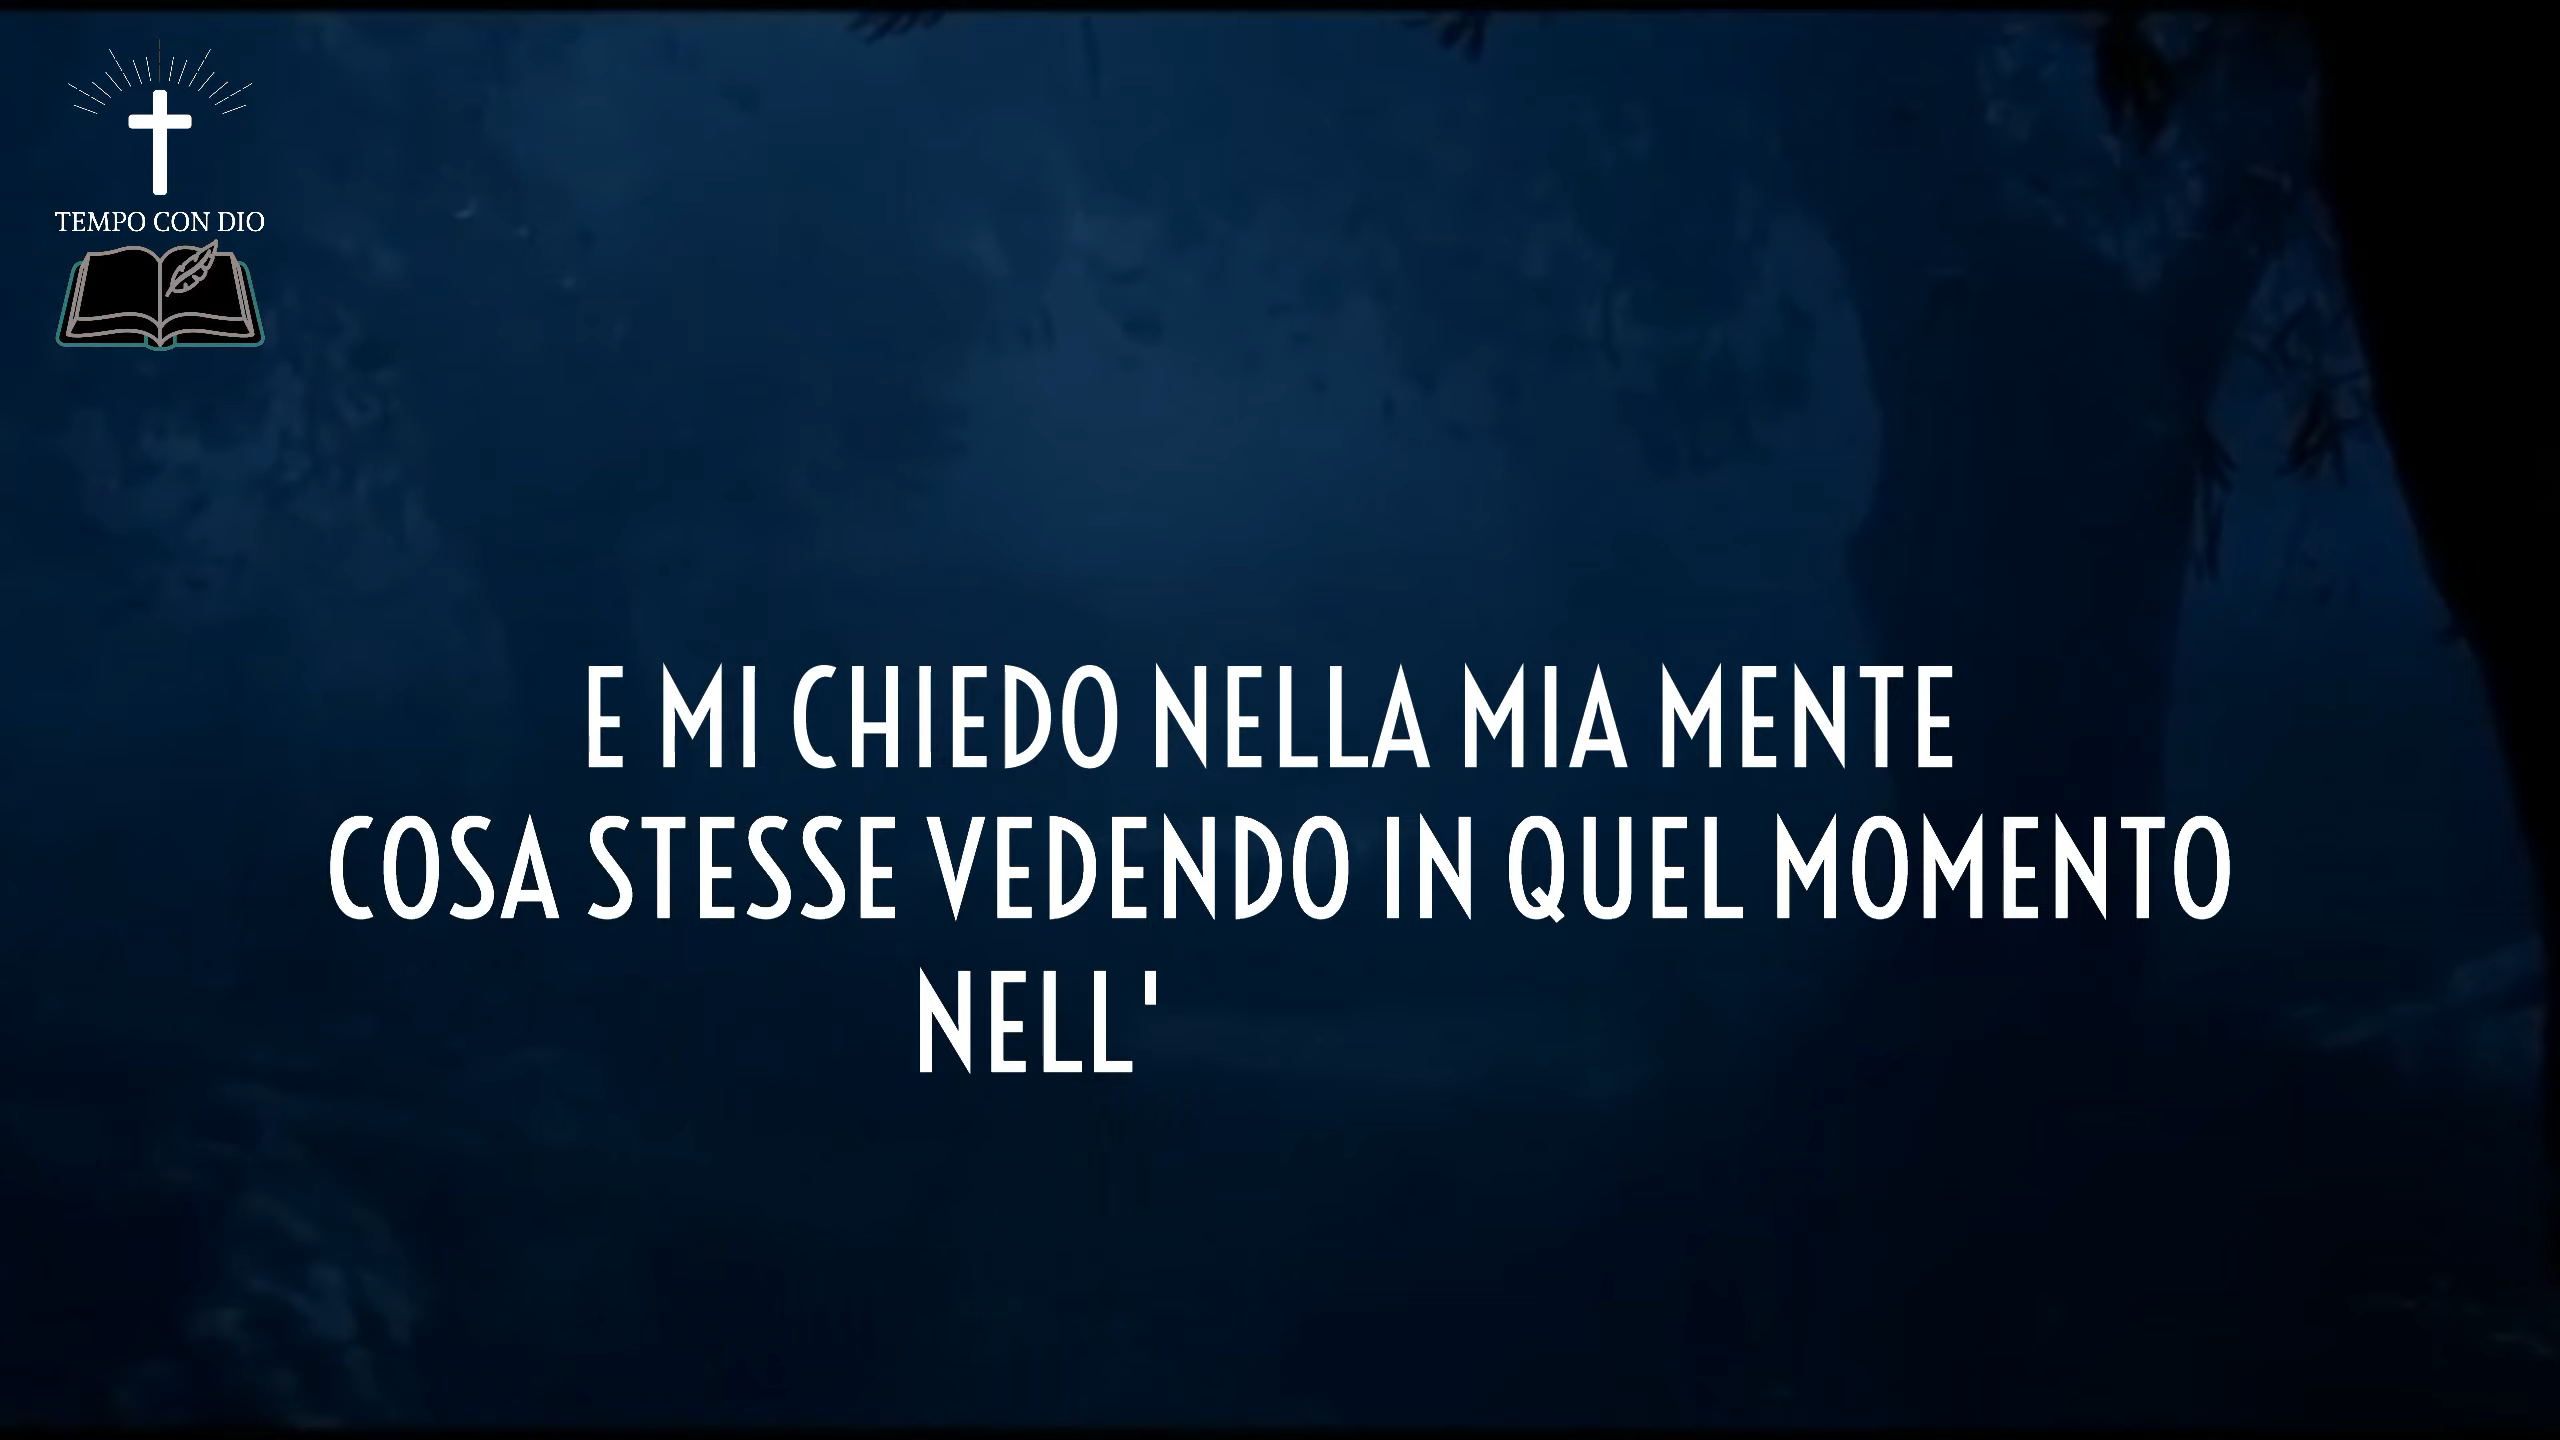 TEMPO CON DIO
E MI CHIEDO NELLA MIA MENTE
COSA STESSE VEDENDO IN QUEL MOMENTO
NELL'